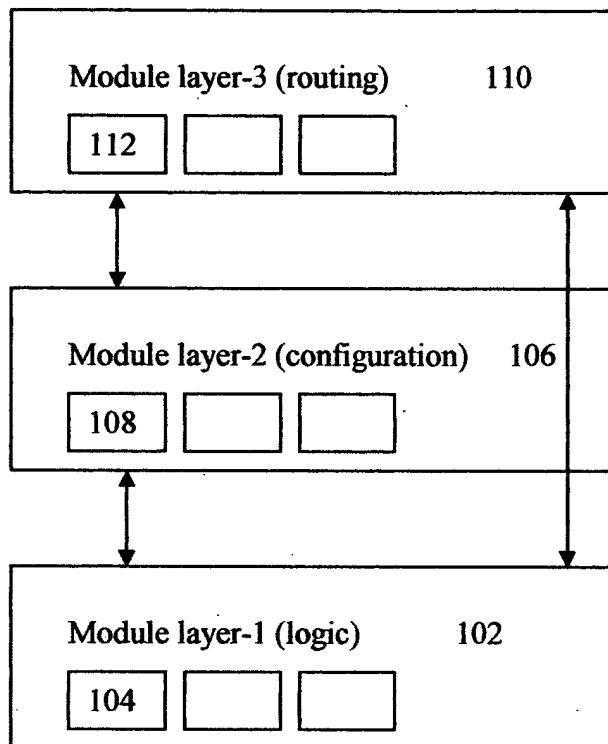 Module layer-3 (routing) 110
112
Module layer-2 (configuration) 106
108
Module layer-1 (logic) 102
104